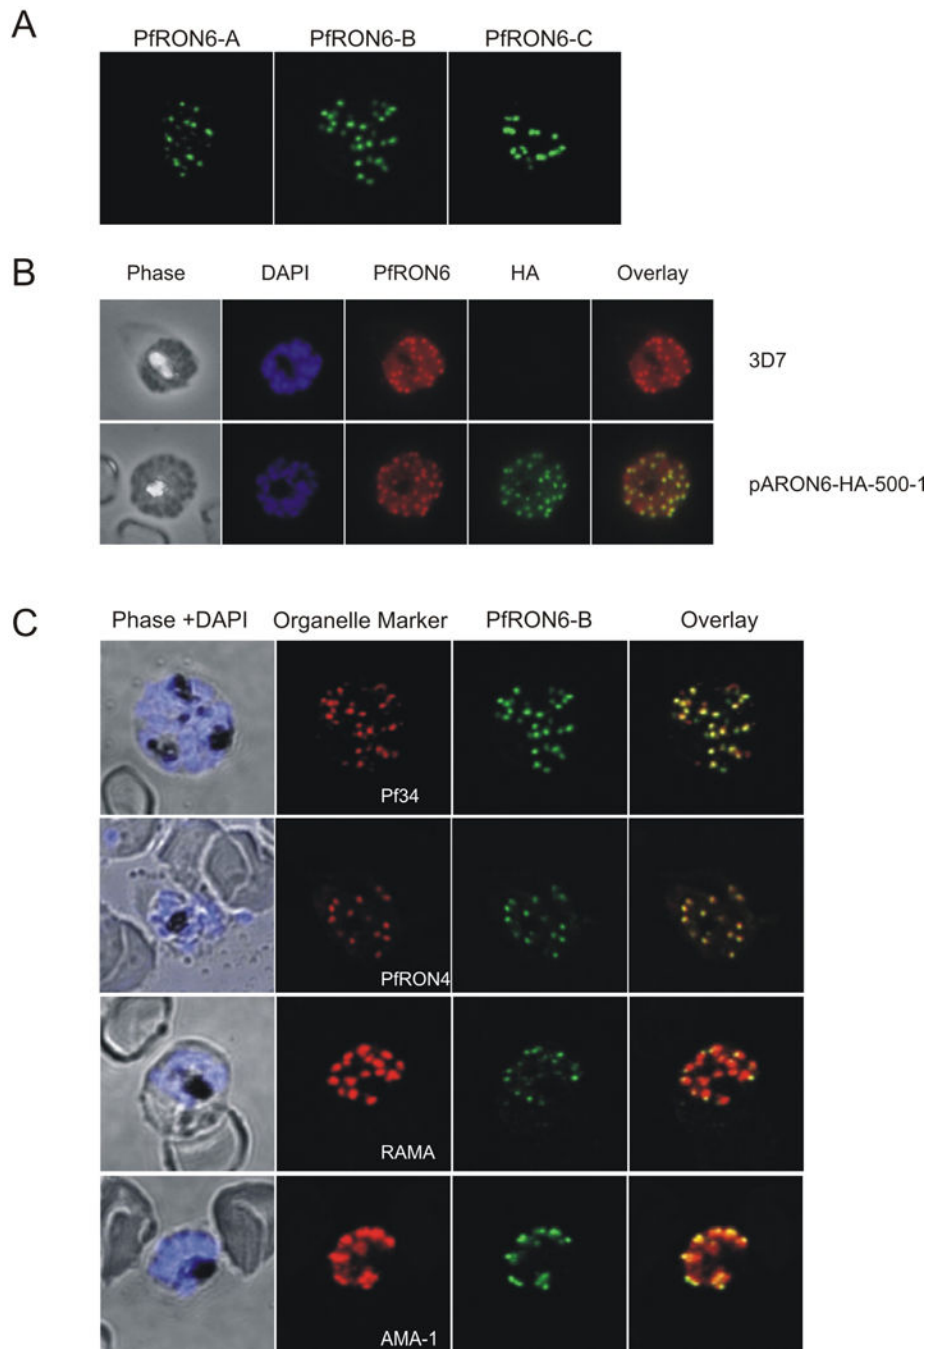 A
PfRON6-A PfRON6-B PfRON6-C
B
Phase DAPI PfRON6 HA Overlay
3D7
pARON6-HA-500-1
C
Phase +DAPI Organelle Marker PfRON6-B Overlay
Pf34
PfRON4
RAMA
AMA-1